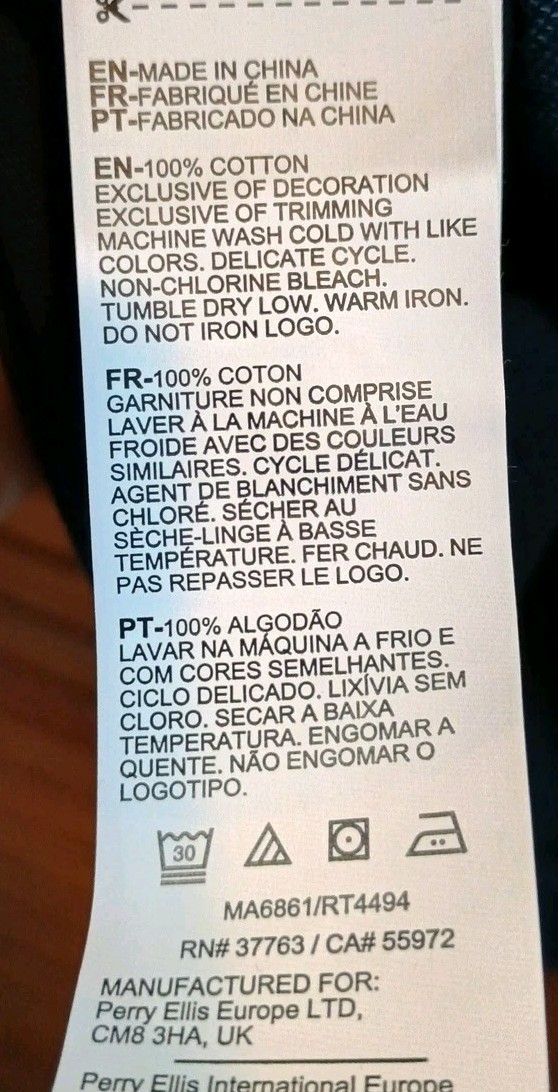 EN-MADE IN CHINA
FR-FABRIQUÉ EN CHINE
PT-FABRICADO NA CHINA
EN-100% COTTON
EXCLUSIVE OF DECORATION
EXCLUSIVE OF TRIMMING
MACHINE WASH COLD WITH LIKE
COLORS. DELICATE CYCLE.
NON-CHLORINE BLEACH.
TUMBLE DRY LOW. WARM IRON.
DO NOT IRON LOGO.
FR-100% COTON
GARNITURE NON COMPRISE
LAVER À LA MACHINE À L'EAU
FROIDE AVEC DES COULEURS
SIMILAIRES. CYCLE DÉLICAT.
AGENT DE BLANCHIMENT SANS
CHLORÉ. SÉCHER AU
SÈCHE-LINGE À BASSE
TEMPÉRATURE. FER CHAUD. NE
PAS REPASSER LE LOGO.
PT-100% ALGODÃO
LAVAR NA MÁQUINA A FRIO E
COM CORES SEMELHANTES.
CICLO DELICADO. LIXÍVIA SEM
CLORO. SECAR A BAIXA
TEMPERATURA. ENGOMAR A
QUENTE. NÃO ENGOMAR O
LOGOTIPO.
30
MA6861/RT4494
RN# 37763 / CA# 55972
MANUFACTURED FOR:
Perry Ellis Europe LTD,
CM8 3HA, UK
Perry Ellis International Europe